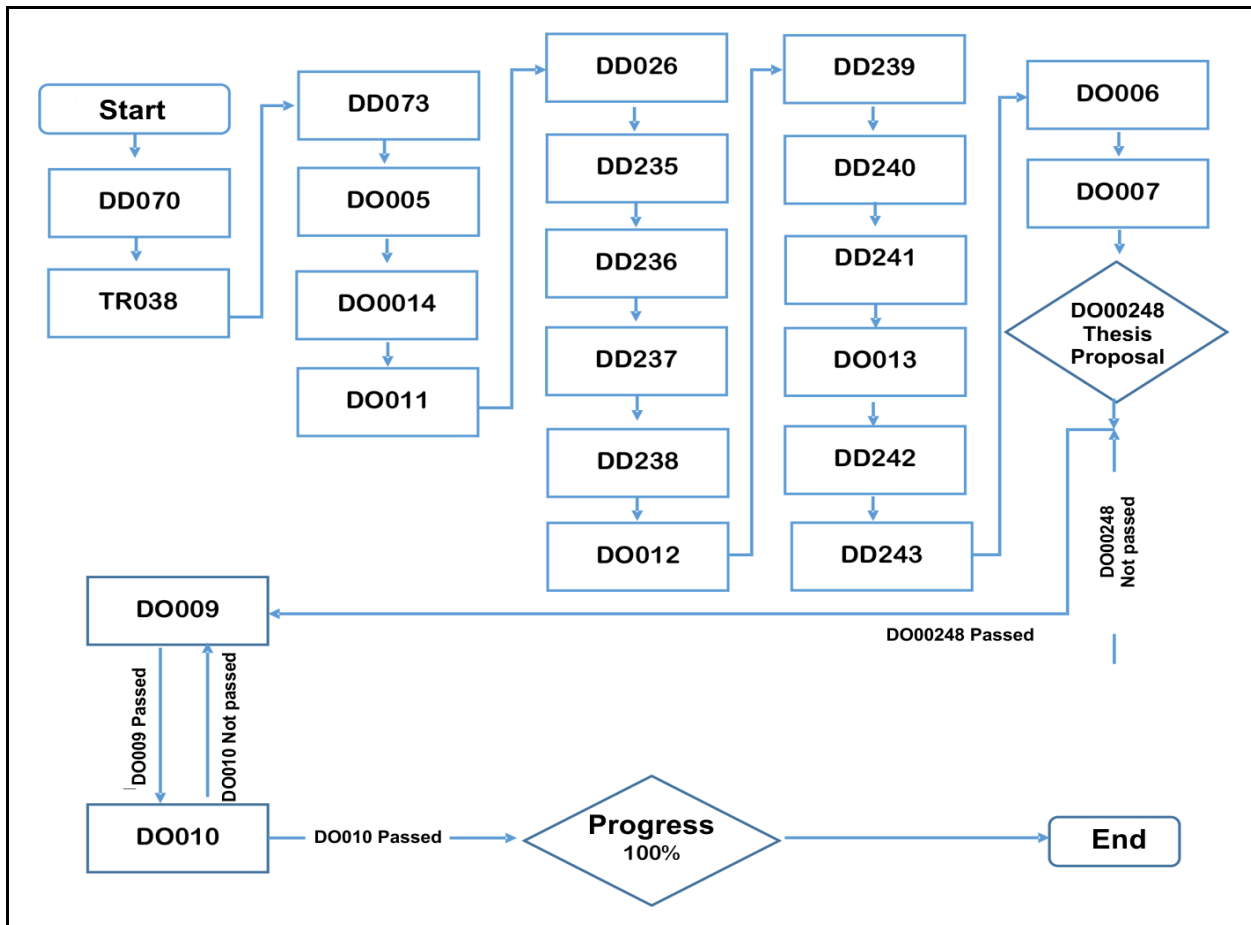 Start
DD070
TR038
DD073
DO005
DO0014
DO011
DD026
DD235
DD236
DD237
DD238
DO012
DD239
DD240
DD241
DO013
DD242
DD243
DO006
DO007
DO00248
Thesis
Proposal
DO00248
Not passed
DO00248 Passed
DO009
DO009 Passed
DO010 Not passed
DO010
DO010 Passed
Progress
100%
End